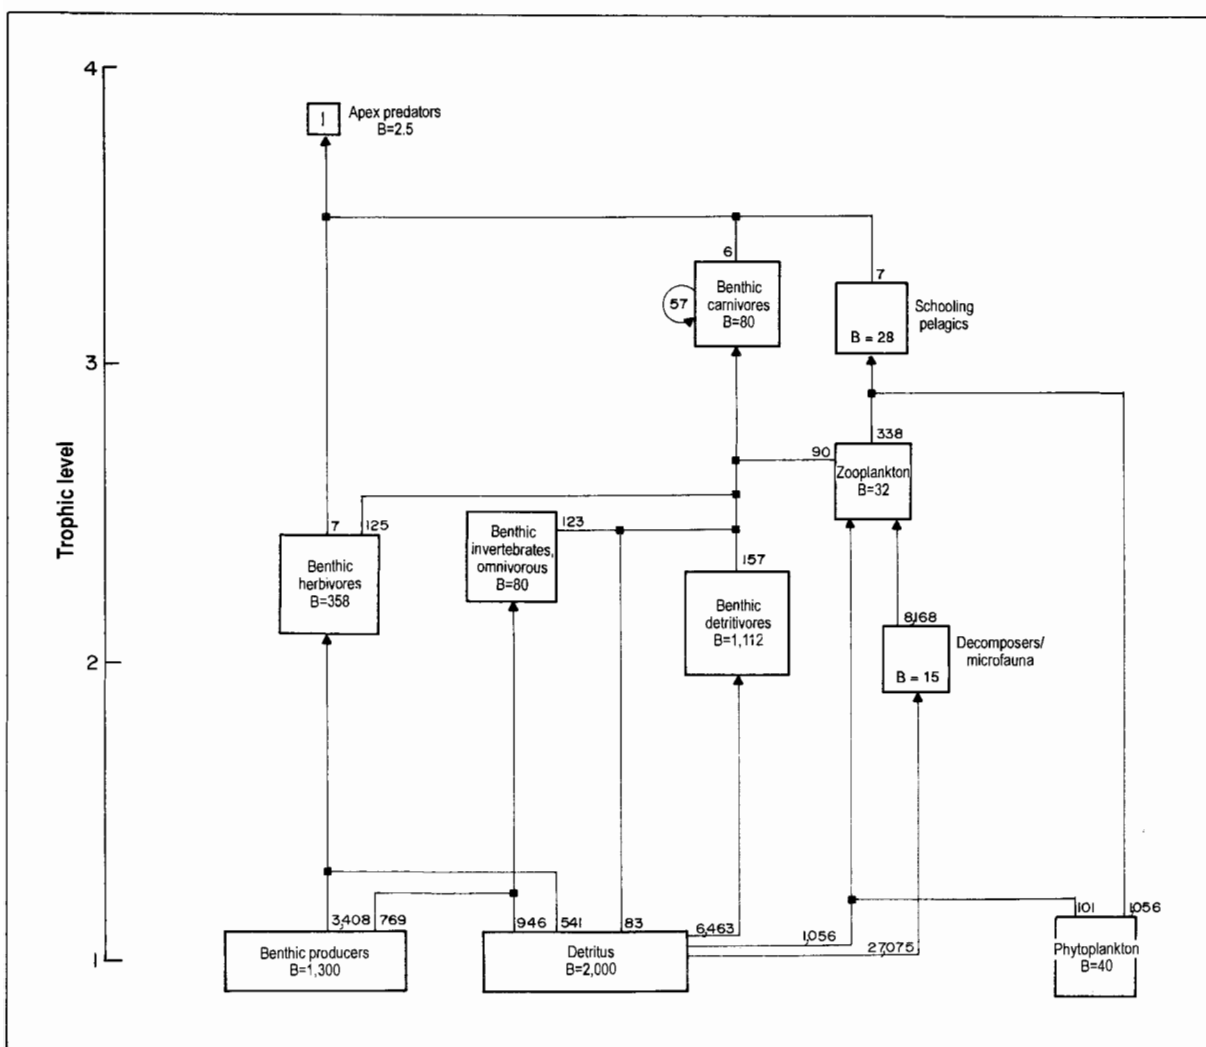 4
1
Apex predators
B=2.5
6
7
57
Benthic
carnivores
B=80
Schooling
pelagics
B = 28
3
Trophic level
338
90
Zooplankton
B=32
7
125
Benthic
herbivores
B=358
123
Benthic
invertebrates,
omnivorous
B=80
157
Benthic
detritivores
B=1,112
8,168
Decomposers/
microfauna
B = 15
2
3,408
769
946
541
83
6,463
1,056
27,075
101
1,056
1
Benthic producers
B=1,300
Detritus
B=2,000
Phytoplankton
B=40